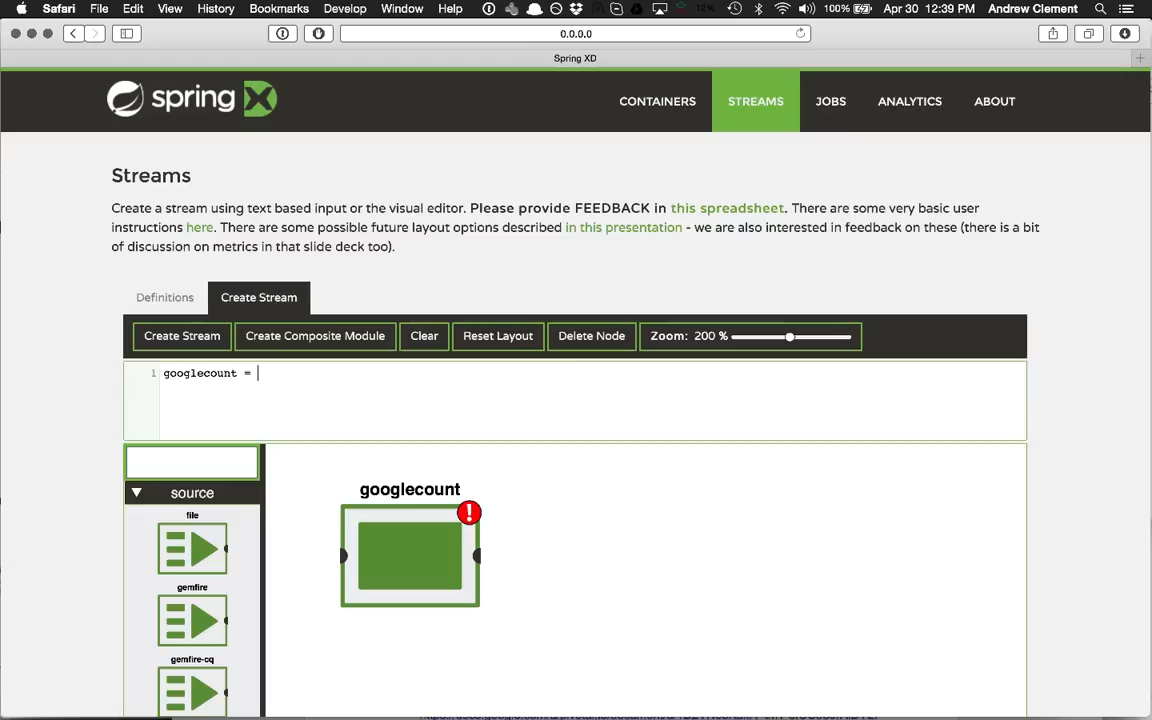 Safari File Edit View History Bookmarks Develop Window Help 12% 100% Apr 30 12:39 PM Andrew Clement
0.0.0.0
Spring XD
spring X
CONTAINERS STREAMS JOBS ANALYTICS ABOUT
Streams
Create a stream using text based input or the visual editor. Please provide FEEDBACK in this spreadsheet. There are some very basic user
instructions here. There are some possible future layout options described in this presentation - we are also interested in feedback on these (there is a bit
of discussion on metrics in that slide deck too).
Definitions Create Stream
Create Stream Create Composite Module Clear Reset Layout Delete Node Zoom: 200 %
1 googlecount =
googlecount
!
source
file
gemfire
gemfire-cq